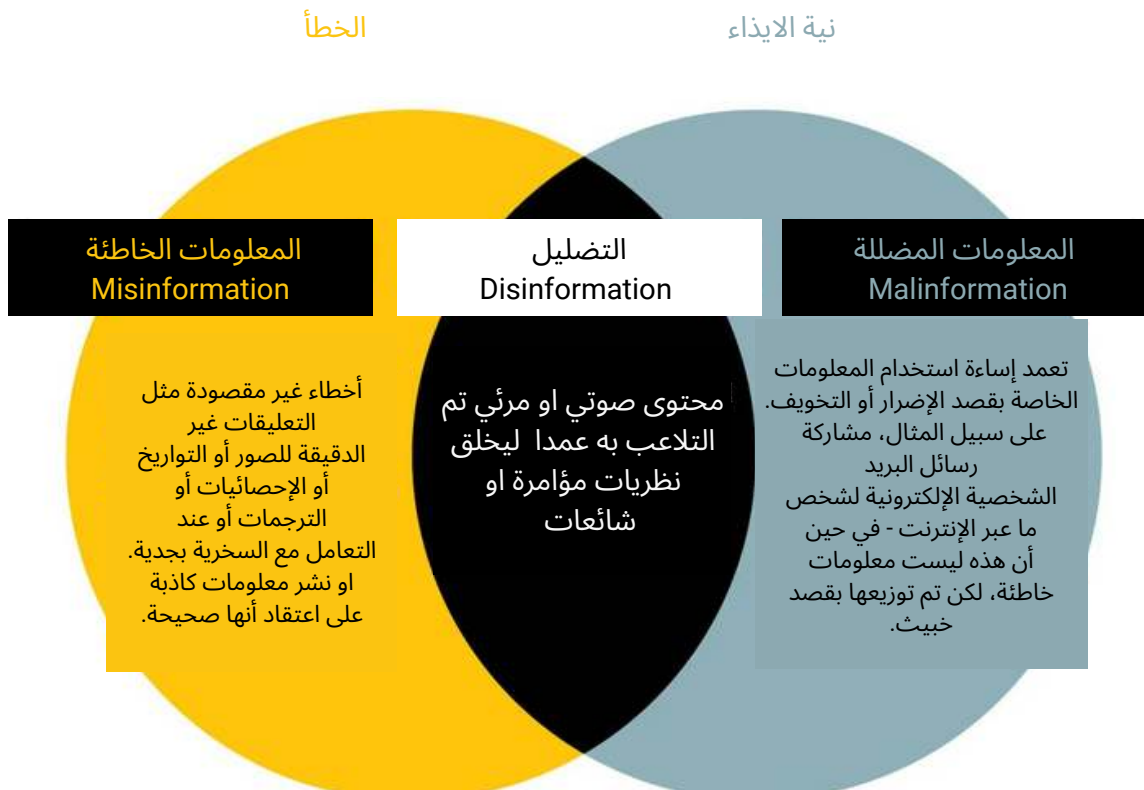 نية الايذاء
الخطأ
المعلومات الخاطئة
Misinformation
أخطاء غير مقصودة مثل
التعليقات غير
الدقيقة للصور أو التواريخ
أو الإحصائيات أو
الترجمات أو عند
التعامل مع السخرية بجدية.
او نشر معلومات كاذبة
على اعتقاد أنها صحيحة.
التضليل
Disinformation
محتوى صوتي او مرئي تم
التلاعب به عمدا ليخلق
نظريات مؤامرة او
شائعات
المعلومات المضللة
Malinformation
تعمد إساءة استخدام المعلومات
الخاصة بقصد الإضرار أو التخويف.
على سبيل المثال، مشاركة
رسائل البريد
الشخصية الإلكترونية لشخص
ما عبر الإنترنت - في حين
أن هذه ليست معلومات
خاطئة، لكن تم توزيعها بقصد
خبيث.